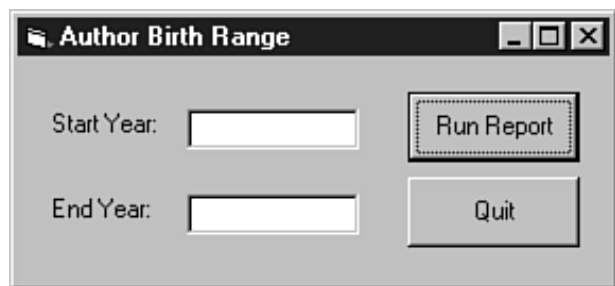 Author Birth Range
Start Year:
Run Report
End Year:
Quit